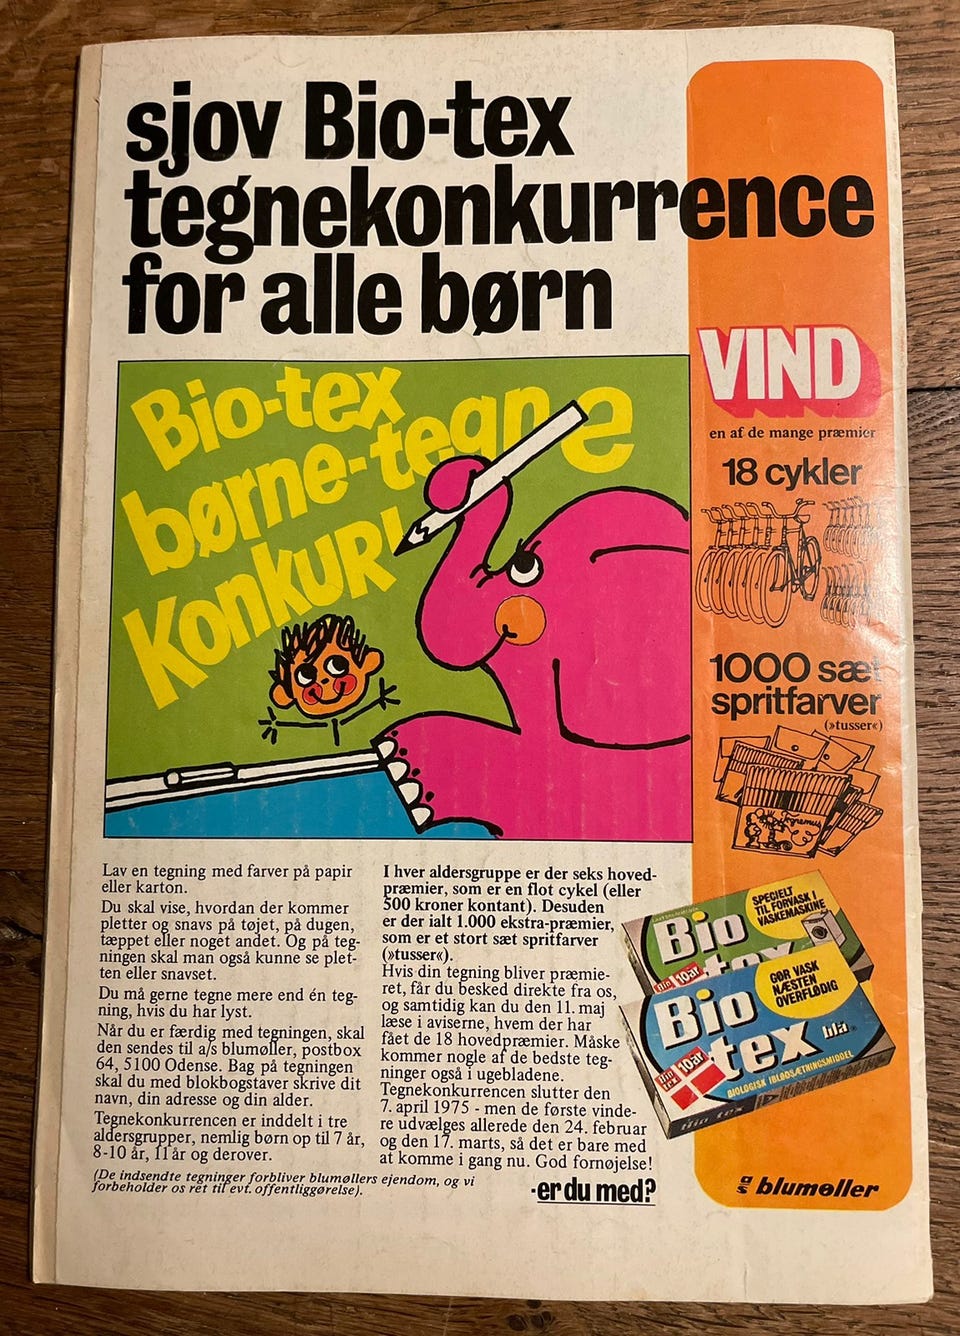 sjov Bio-tex
tegnekonkurrence
for alle børn
VIND
en af de mange præmier
18 cykler
1000 sæt
spritfarver
(»tusser«)
Bio-tex
børne-tegne
Konkur
Lav en tegning med farver på papir
eller karton.
Du skal vise, hvordan der kommer
pletter og snavs på tøjet, på dugen,
tæppet eller noget andet. Og på teg-
ningen skal man også kunne se plet-
ten eller snavset.
Du må gerne tegne mere end én teg-
ning, hvis du har lyst.
Når du er færdig med tegningen, skal
den sendes til a/s blumøller, postbox
64, 5100 Odense. Bag på tegningen
skal du med blokbogstaver skrive dit
navn, din adresse og din alder.
Tegnekonkurrencen er inddelt i tre
aldersgrupper, nemlig børn op til 7 år,
8-10 år, 11 år og derover.
(De indsendte tegninger forbliver blumøllers ejendom, og vi
forbeholder os ret til evt. offentliggørelse).
I hver aldersgruppe er der seks hoved-
præmier, som er en flot cykel (eller
500 kroner kontant). Desuden
er der ialt 1.000 ekstra-præmier,
som er et stort sæt spritfarver
(»tusser«).
Hvis din tegning bliver præmie-
ret, får du besked direkte fra os,
og samtidig kan du den 11. maj
læse i aviserne, hvem der har
fået de 18 hovedpræmier. Måske
kommer nogle af de bedste teg-
ninger også i ugebladene.
Tegnekonkurrencen slutter den
7. april 1975 - men de første vinde-
re udvælges allerede den 24. februar
og den 17. marts, så det er bare med
at komme i gang nu. God fornøjelse!
-er du med?
SPECIELT
TIL FORVASK I
VASKEMASKINE
Bio
tex
10år
GØR VASK
NÆSTEN
OVERFLØDIG
Bio
tex blå
10år
BIOLOGISK IBLØDSÆTNINGSMIDDEL
bio tex
a/s blumøller